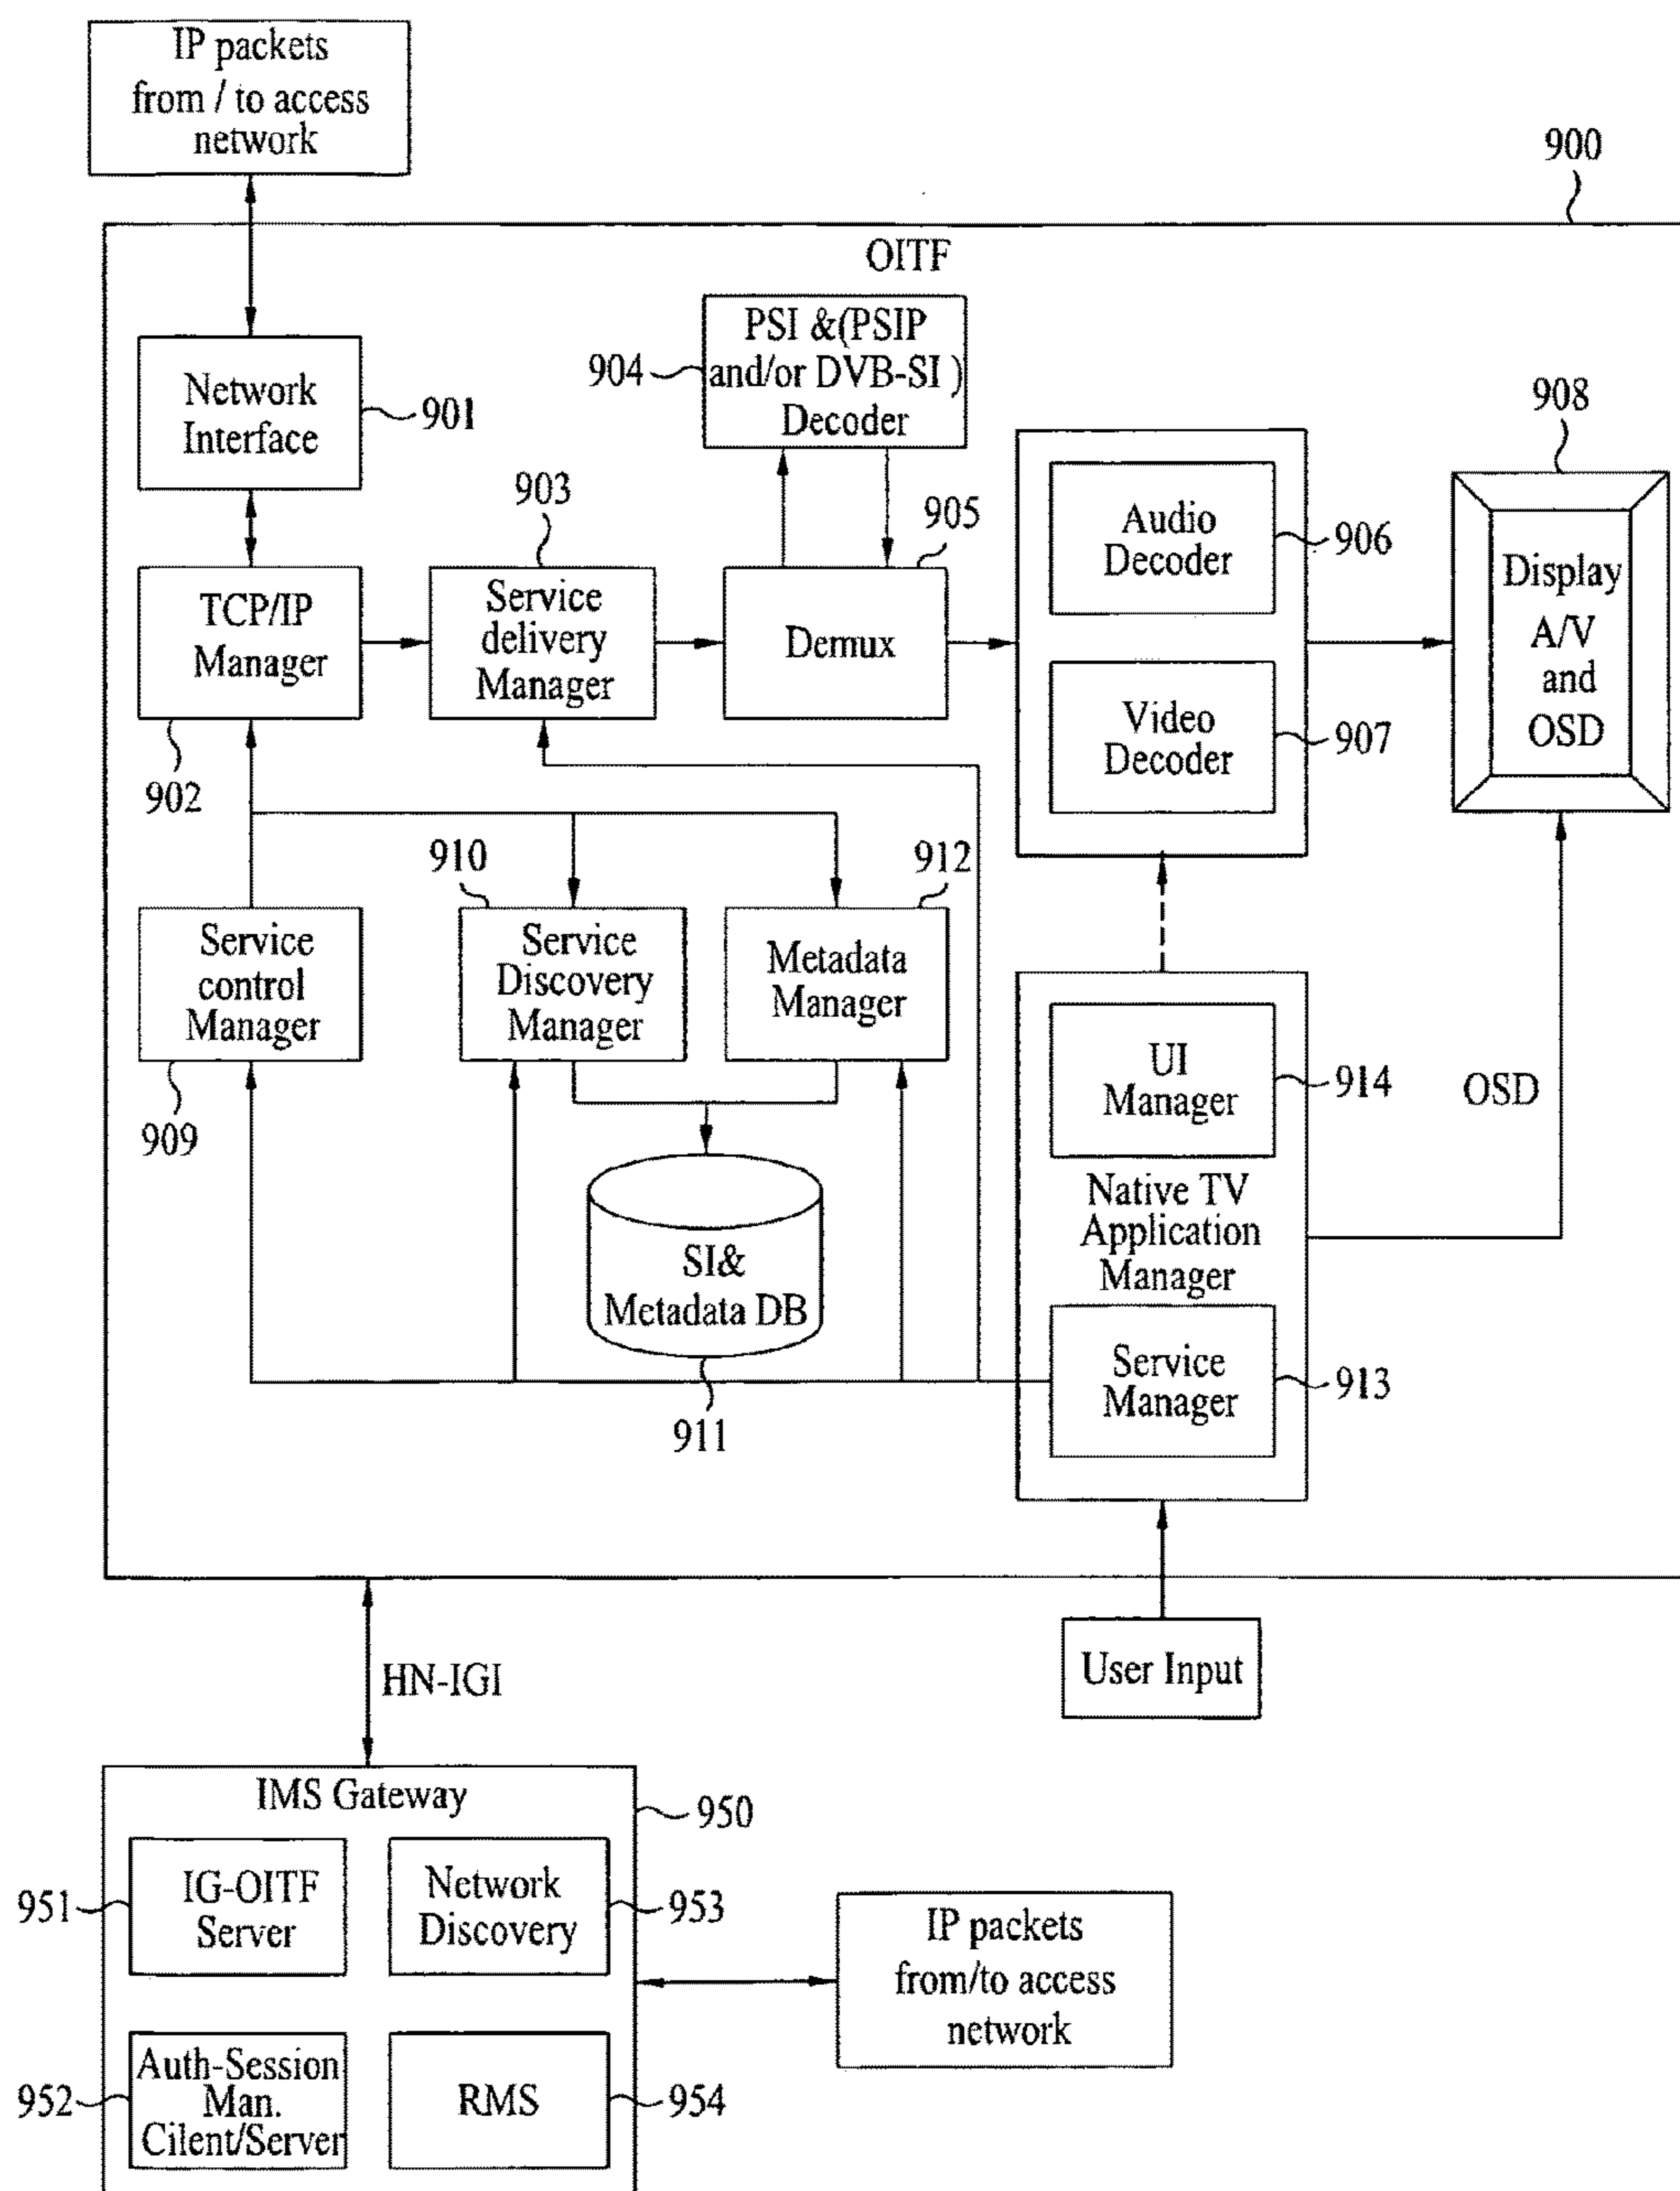 IP packets
from / to access
network
900
OITF
PSI &(PSIP
and/or DVB-SI )
Decoder
904
Network
Interface
901
908
903
905
Audio
Decoder
906
Display
A/V
and
OSD
TCP/IP
Manager
Service
delivery
Manager
Demux
Video
Decoder
907
902
910
912
Service
control
Manager
Service
Discovery
Manager
Metadata
Manager
909
UI
Manager
914
OSD
Native TV
Application
Manager
SI&
Metadata DB
Service
Manager
913
911
HN-IGI
User Input
IMS Gateway
950
951
IG-OITF
Server
Network
Discovery
953
IP packets
from/to access
network
952
Auth-Session
Man.
Cilent/Server
RMS
954